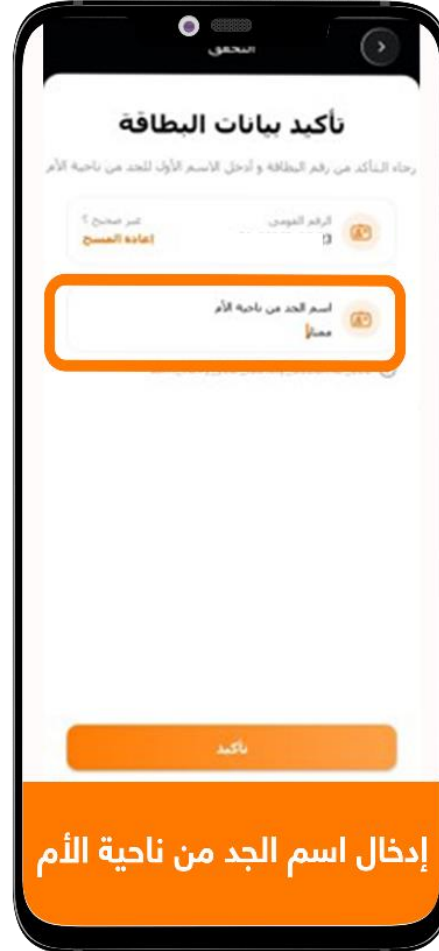 التحقق
تأكيد بيانات البطاقة
رجاء التأكد من رقم البطاقة و أدخل الاسم الأول للجد من ناحية الأم
الرقم القومي
غير صحيح ؟
إعادة المسح
اسم الجد من ناحية الأم
تأكيد
إدخال اسم الجد من ناحية الأم